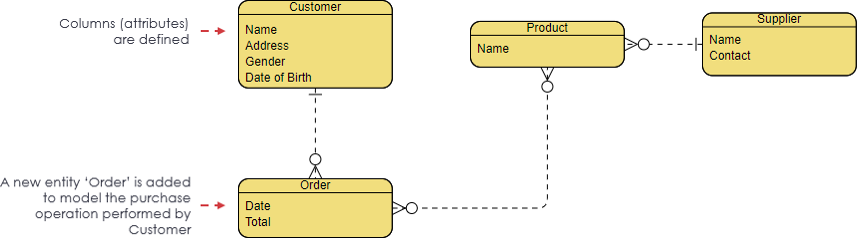 Columns (attributes)
are defined
Customer
Name
Address
Gender
Date of Birth
Product
Name
Supplier
Name
Contact
A new entity ‘Order’ is added
to model the purchase
operation performed by
Customer
Order
Date
Total